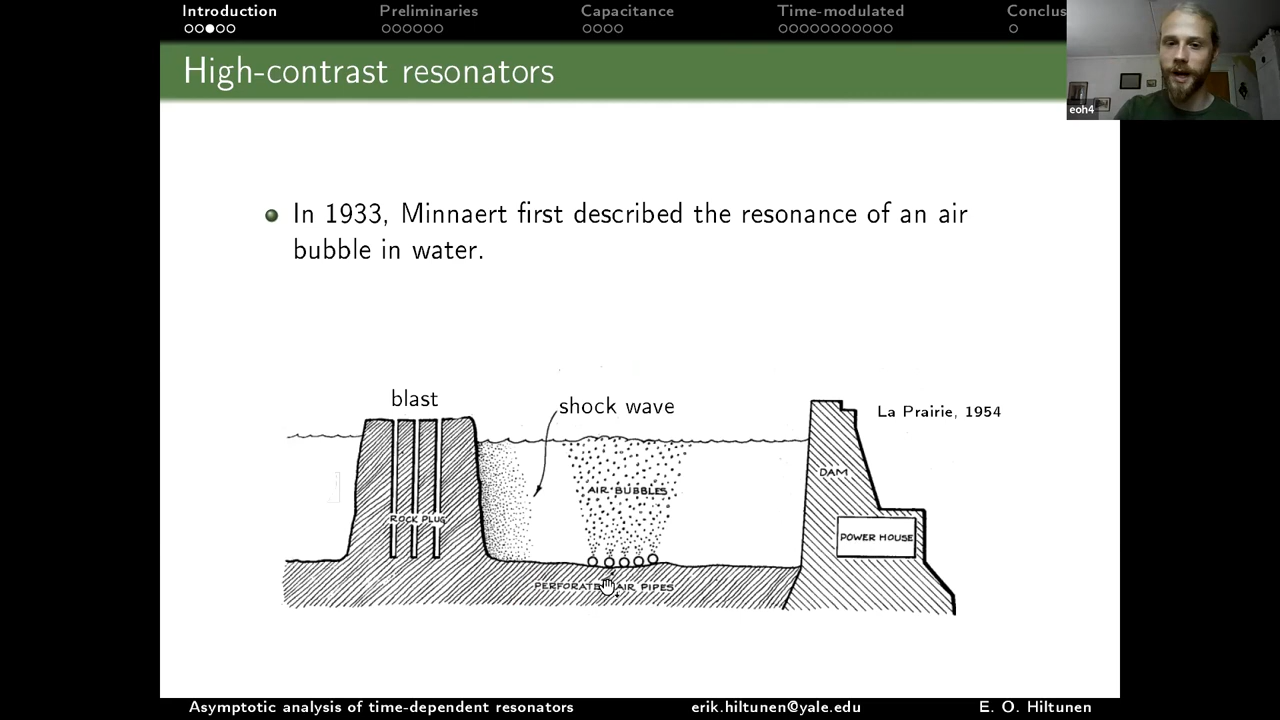 Introduction Preliminaries Capacitance Time-modulated Conclus
eoh4
High-contrast resonators
In 1933, Minnaert first described the resonance of an air
bubble in water.
blast
shock wave
La Prairie, 1954
DAM
AIR BUBBLES
ROCK PLUG
POWER HOUSE
PERFORATED AIR PIPES
Asymptotic analysis of time-dependent resonators erik.hiltunen@yale.edu E. O. Hiltunen